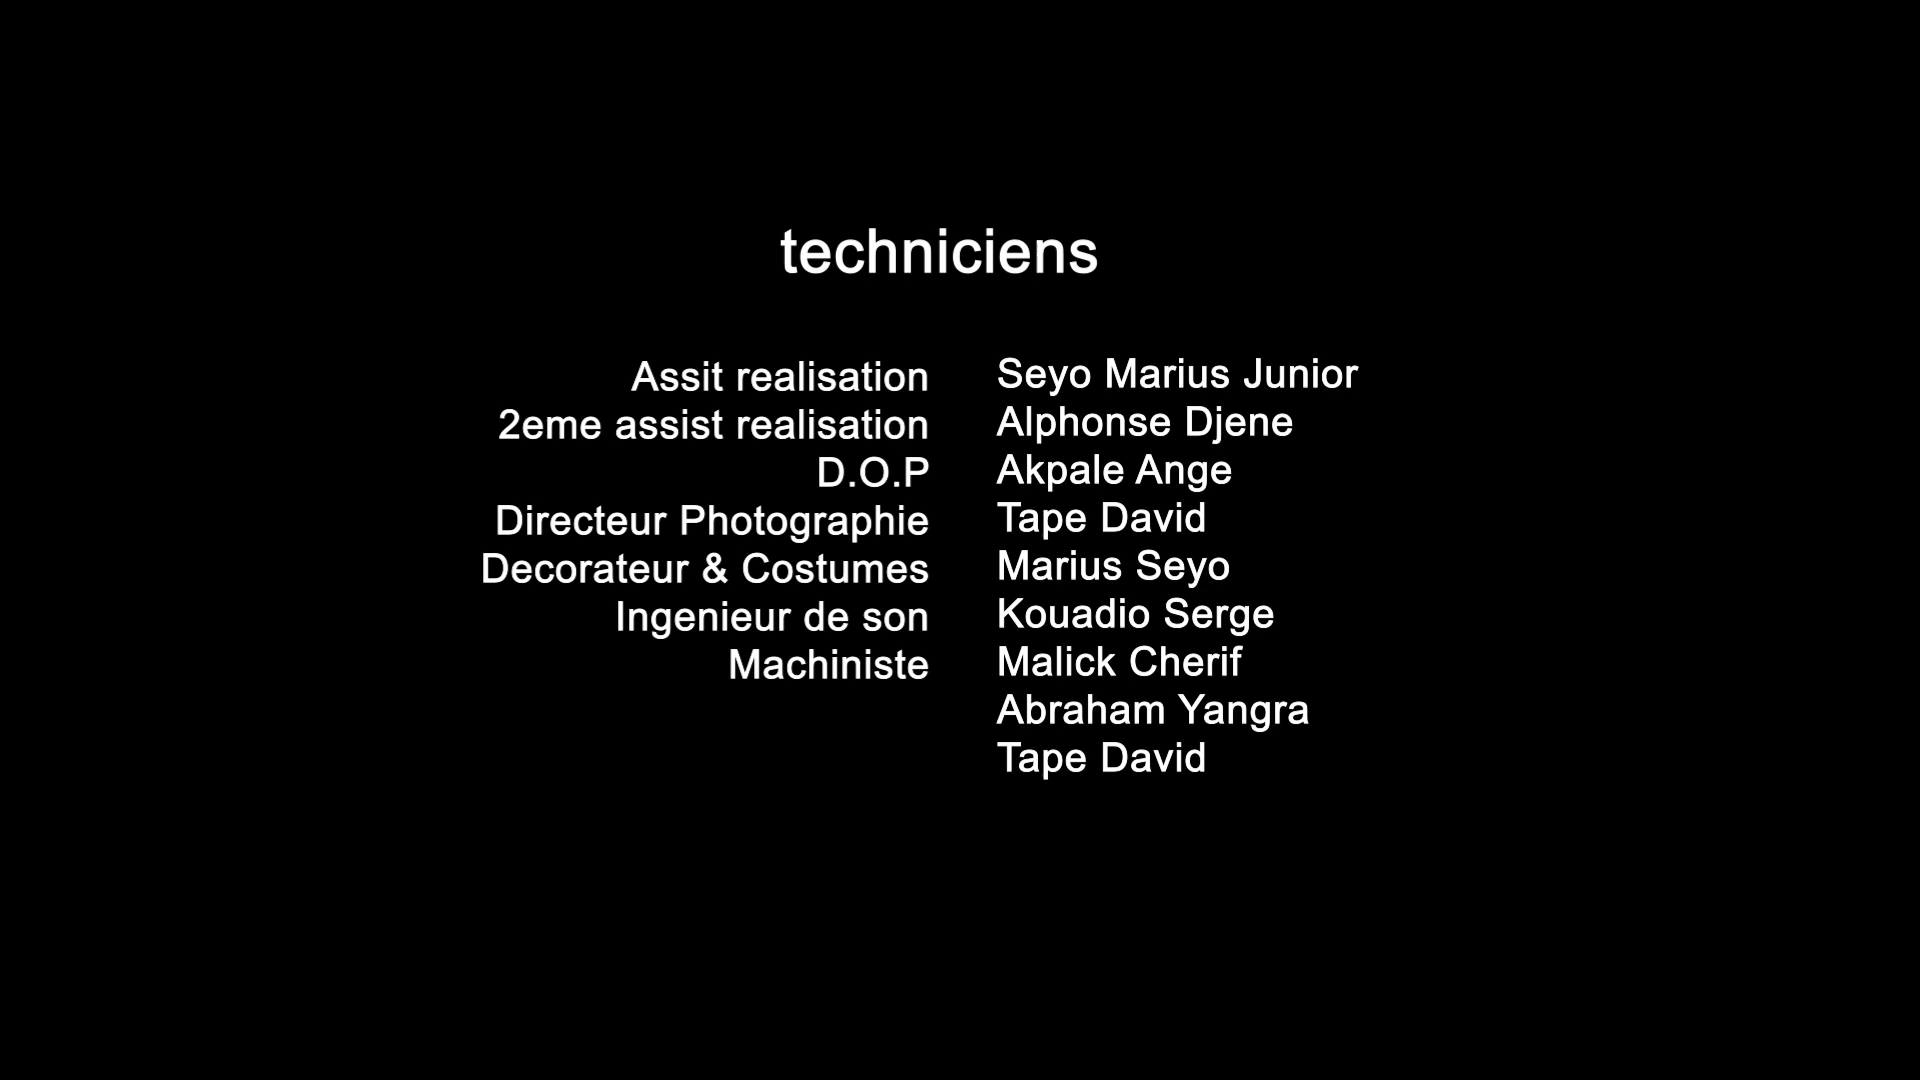 techniciens
Assit realisation Seyo Marius Junior
2eme assist realisation Alphonse Djene
D.O.P Akpale Ange
Directeur Photographie Tape David
Decorateur & Costumes Marius Seyo
Ingenieur de son Kouadio Serge
Machiniste Malick Cherif
Abraham Yangra
Tape David